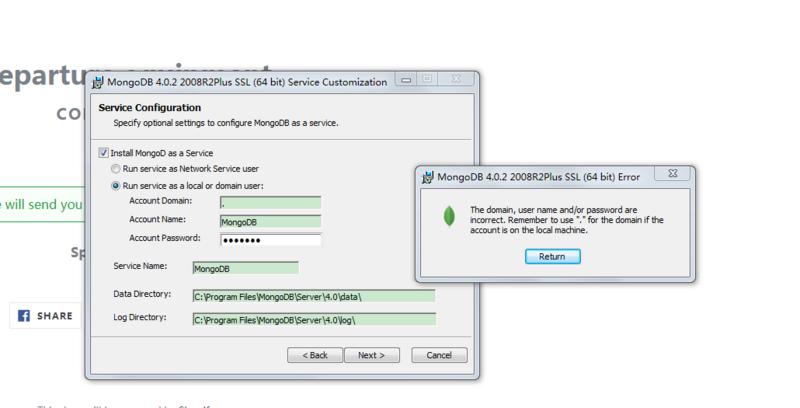 MongoDB 4.0.2 2008R2Plus SSL (64 bit) Service Customization
Service Configuration
Specify optional settings to configure MongoDB as a service.
Install MongoD as a Service
Run service as Network Service user
Run service as a local or domain user:
Account Domain: .
Account Name: MongoDB
Account Password: •••••••
Service Name: MongoDB
Data Directory: C:\Program Files\MongoDB\Server\4.0\data\
Log Directory: C:\Program Files\MongoDB\Server\4.0\log\
< Back Next > Cancel
MongoDB 4.0.2 2008R2Plus SSL (64 bit) Error
The domain, user name and/or password are
incorrect. Remember to use "." for the domain if the
account is on the local machine.
Return
will send you
SHARE